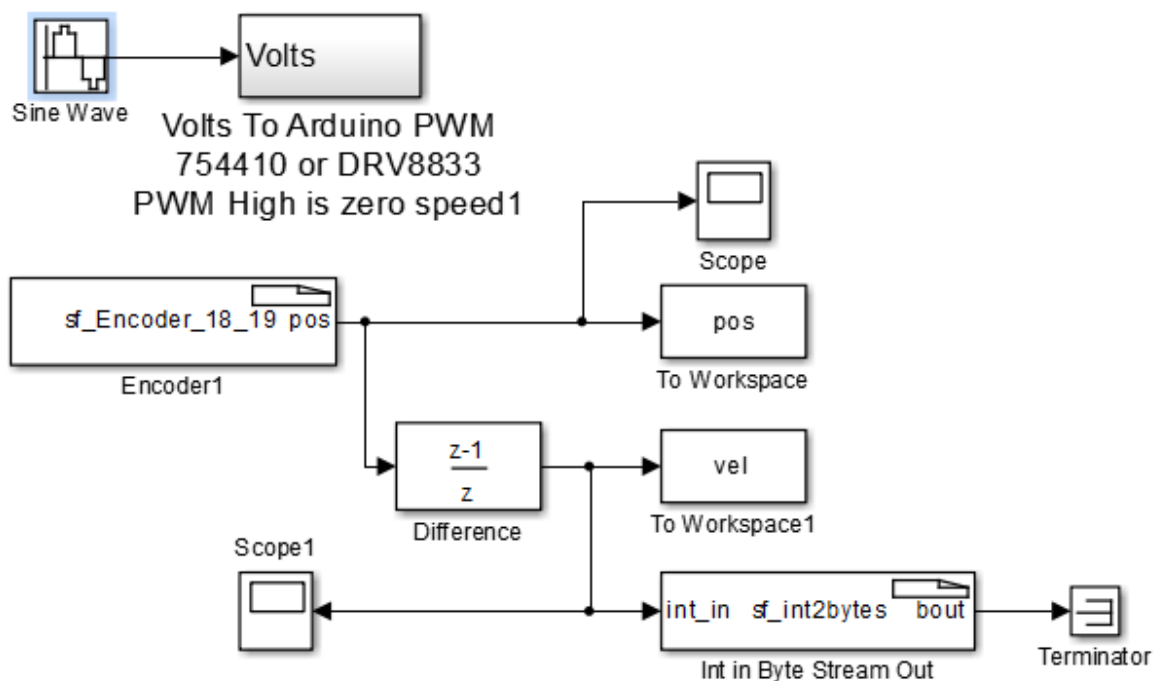 Volts
Sine Wave
Volts To Arduino PWM
754410 or DRV8833
PWM High is zero speed1
Scope
sf_Encoder_18_19 pos
pos
Encoder1
To Workspace
z-1
z
vel
Difference
To Workspace1
Scope1
int_in sf_int2bytes bout
Int in Byte Stream Out
Terminator